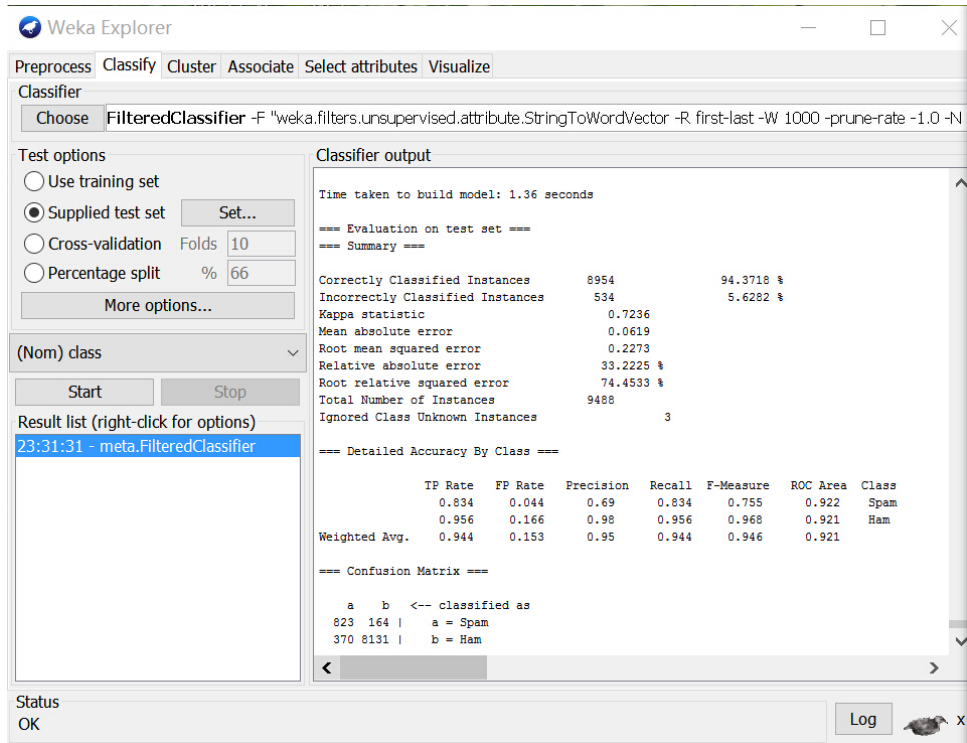 Weka Explorer
Preprocess Classify Cluster Associate Select attributes Visualize
Classifier
Choose FilteredClassifier -F "weka.filters.unsupervised.attribute.StringToWordVector -R first-last -W 1000 -prune-rate -1.0 -N
Test options
Use training set
Supplied test set Set...
Cross-validation Folds 10
Percentage split % 66
More options...
(Nom) class
Start Stop
Result list (right-click for options)
23:31:31 - meta.FilteredClassifier
Classifier output
Time taken to build model: 1.36 seconds
=== Evaluation on test set ===
=== Summary ===
Correctly Classified Instances 8954 94.3718 %
Incorrectly Classified Instances 534 5.6282 %
Kappa statistic 0.7236
Mean absolute error 0.0619
Root mean squared error 0.2273
Relative absolute error 33.2225 %
Root relative squared error 74.4533 %
Total Number of Instances 9488
Ignored Class Unknown Instances 3
=== Detailed Accuracy By Class ===
TP Rate FP Rate Precision Recall F-Measure ROC Area Class
0.834 0.044 0.69 0.834 0.755 0.922 Spam
0.956 0.166 0.98 0.956 0.968 0.921 Ham
Weighted Avg. 0.944 0.153 0.95 0.944 0.946 0.921
=== Confusion Matrix ===
a b <-- classified as
823 164 | a = Spam
370 8131 | b = Ham
Status
OK
Log x